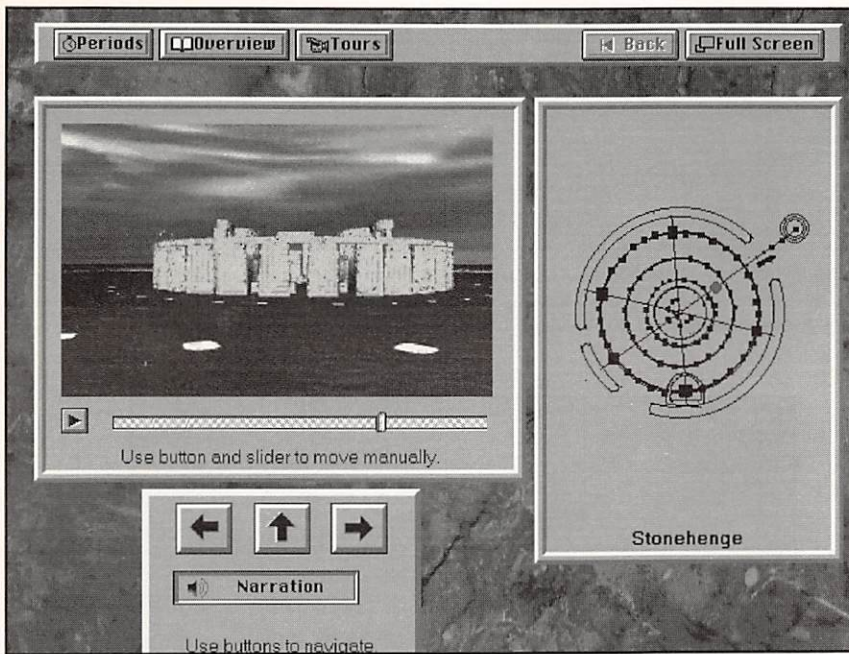 Periods Overview Tours Back Full Screen
Use button and slider to move manually.
Stonehenge
Narration
Use buttons to navigate